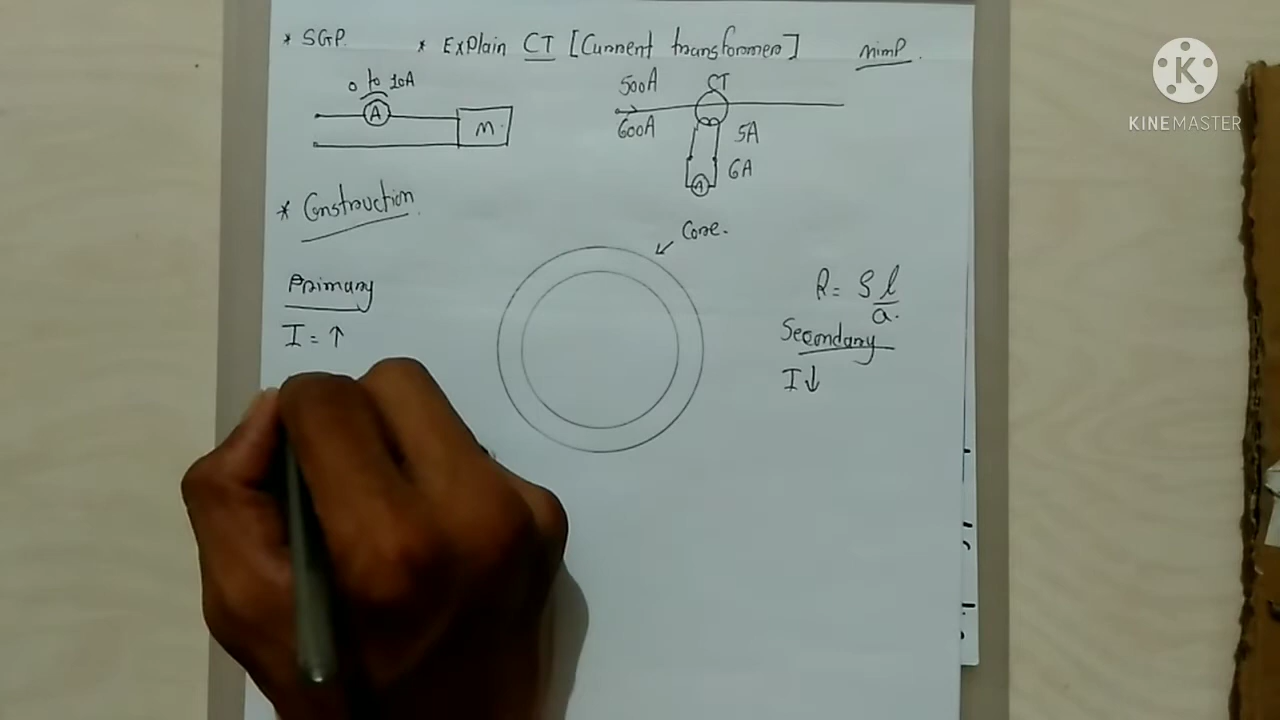 * SGP. * Explain CT [Current transformer] MimP.
0 to 10A
A
M
500A CT
600A
5A
6A
A
* Construction
Core.
Primary
I = ↑
R = ρ l/a.
Secondary
I↓
K
KINEMASTER